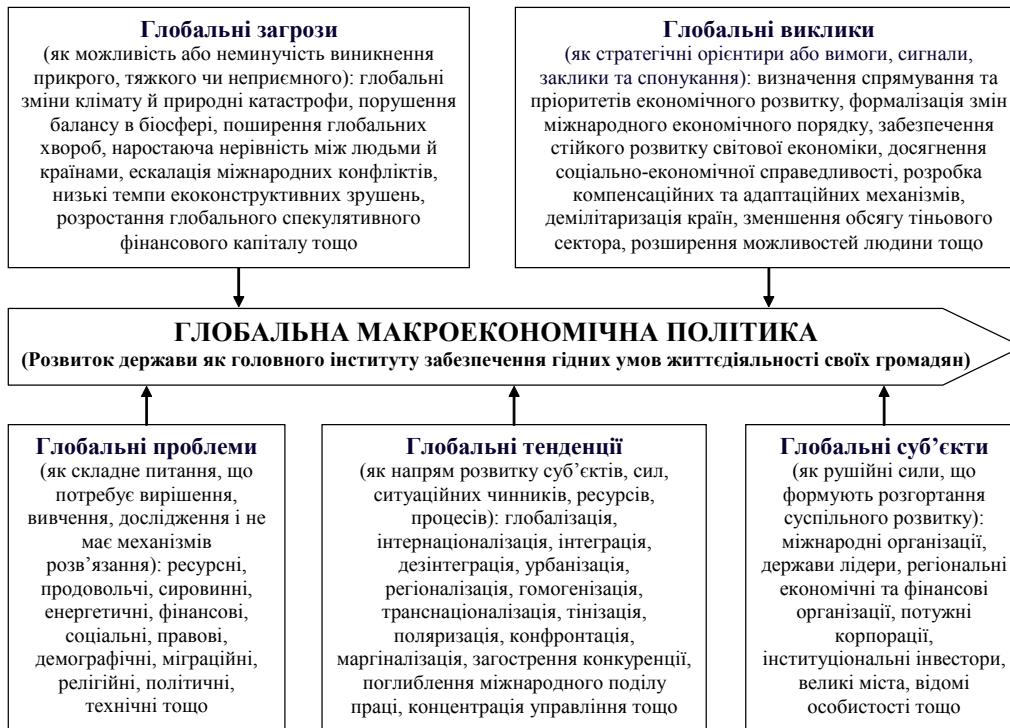 Глобальні загрози
(як можливість або неминучість виникнення
прикрого, тяжкого чи неприємного): глобальні
зміни клімату й природні катастрофи, порушення
балансу в біосфері, поширення глобальних
хвороб, наростаюча нерівність між людьми й
країнами, ескалація міжнародних конфліктів,
низькі темпи екоконструктивних зрушень,
розростання глобального спекулятивного
фінансового капіталу тощо
Глобальні виклики
(як стратегічні орієнтири або вимоги, сигнали,
заклики та спонукання): визначення спрямування та
пріоритетів економічного розвитку, формалізація змін
міжнародного економічного порядку, забезпечення
стійкого розвитку світової економіки, досягнення
соціально-економічної справедливості, розробка
компенсаційних та адаптаційних механізмів,
демілітаризація країн, зменшення обсягу тіньового
сектора, розширення можливостей людини тощо
ГЛОБАЛЬНА МАКРОЕКОНОМІЧНА ПОЛІТИКА
(Розвиток держави як головного інституту забезпечення гідних умов життєдіяльності своїх громадян)
Глобальні проблеми
(як складне питання, що
потребує вирішення,
вивчення, дослідження і не
має механізмів
розв’язання): ресурсні,
продовольчі, сировинні,
енергетичні, фінансові,
соціальні, правові,
демографічні, міграційні,
релігійні, політичні,
технічні тощо
Глобальні тенденції
(як напрям розвитку суб’єктів, сил,
ситуаційних чинників, ресурсів,
процесів): глобалізація,
інтернаціоналізація, інтеграція,
дезінтеграція, урбанізація,
регіоналізація, гомогенізація,
транснаціоналізація, тінізація,
поляризація, конфронтація,
маргіналізація, загострення конкуренції,
поглиблення міжнародного поділу
праці, концентрація управління тощо
Глобальні суб’єкти
(як рушійні сили, що
формують розгортання
суспільного розвитку):
міжнародні організації,
держави лідери, регіональні
економічні та фінансові
організації, потужні
корпорації,
інституціональні інвестори,
великі міста, відомі
особистості тощо